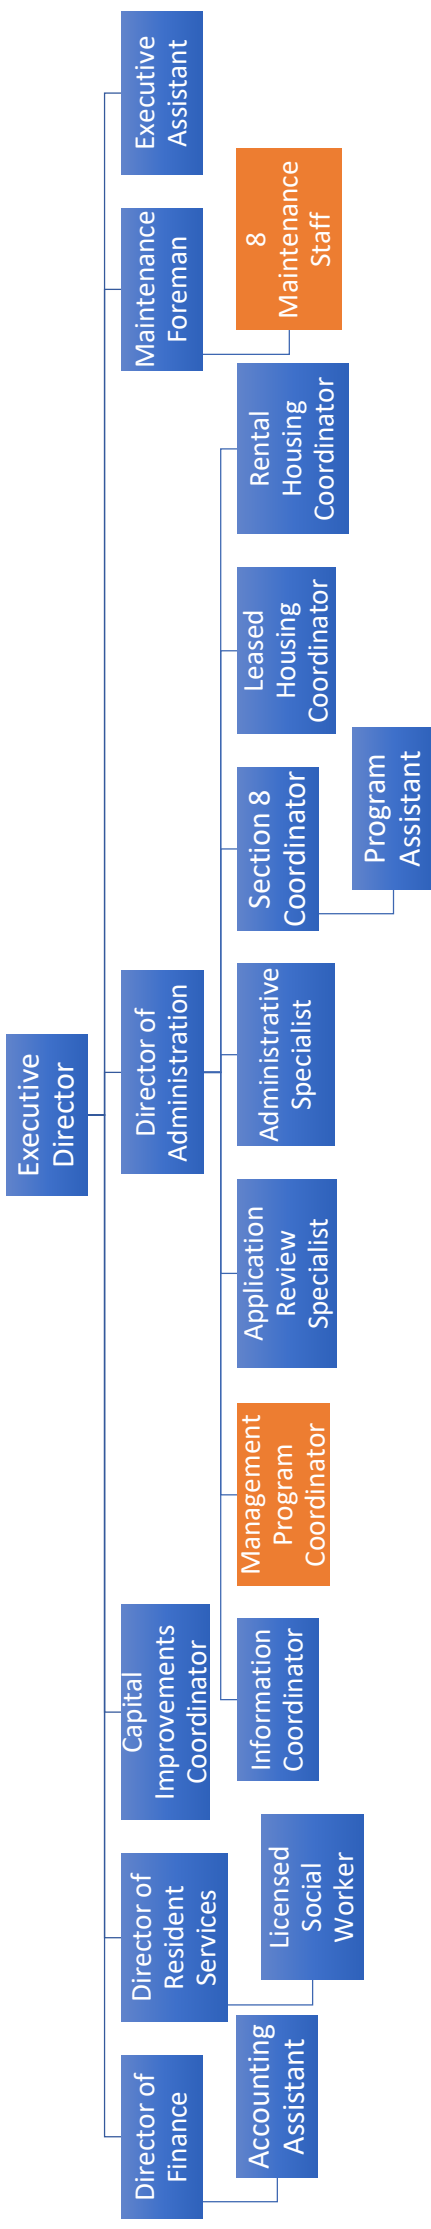 Executive
Director
Director of
Finance
Director of
Resident
Services
Capital
Improvements
Coordinator
Director of
Administration
Maintenance
Foreman
Executive
Assistant
Accounting
Assistant
Licensed
Social
Worker
Information
Coordinator
Management
Program
Coordinator
Application
Review
Specialist
Administrative
Specialist
Section 8
Coordinator
Leased
Housing
Coordinator
Rental
Housing
Coordinator
8
Maintenance
Staff
Program
Assistant